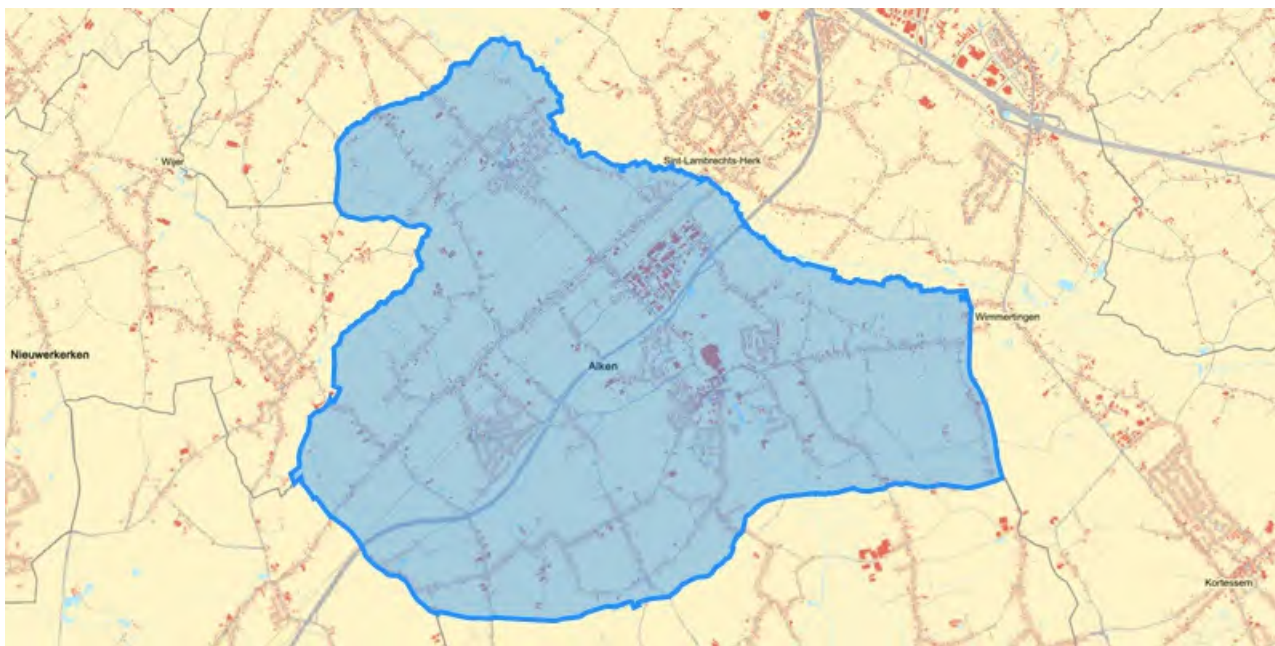 Sint-Lambrechts-Herk
Wijer
Wimmertingen
Nieuwerkerken
Alken
Kortessem